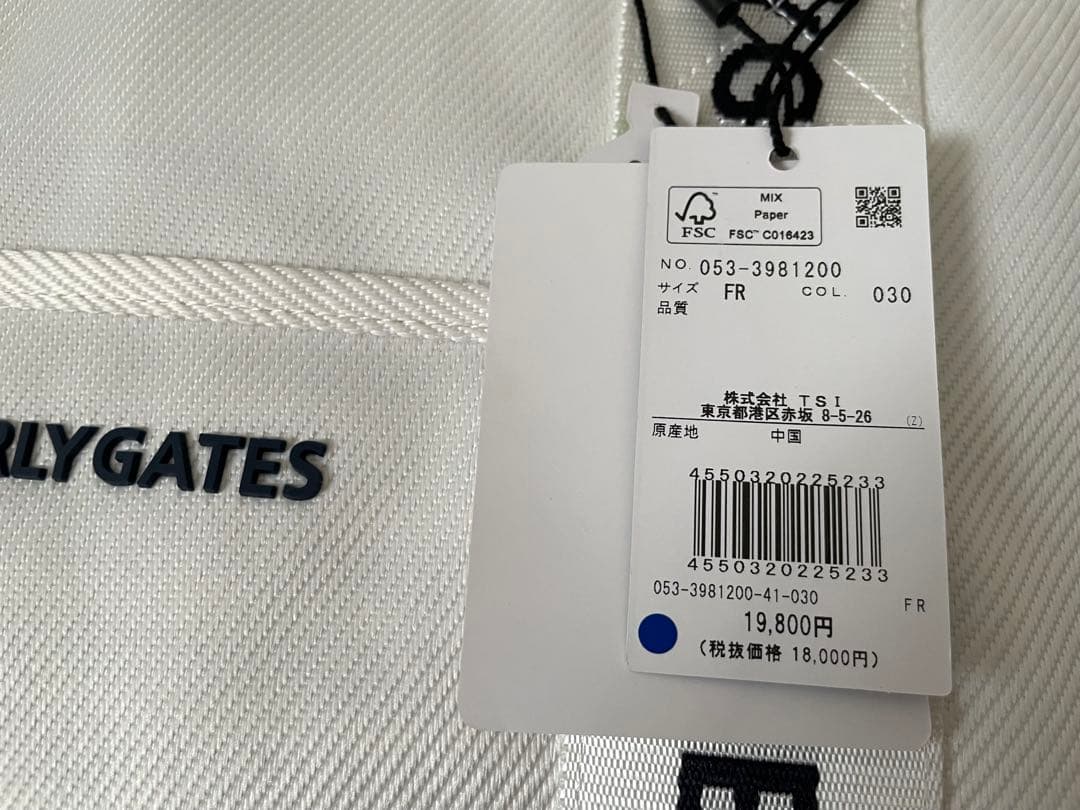 RLYGATES
MIX
Paper
FSC™ C016423
FSC
NO. 053-3981200
サイズ FR COL. 030
品質
株式会社 TSI
東京都港区赤坂 8-5-26
(Z)
原産地 中国
4550320225233
4550320225233
053-3981200-41-030
FR
19,800円
(税抜価格 18,000円)
E